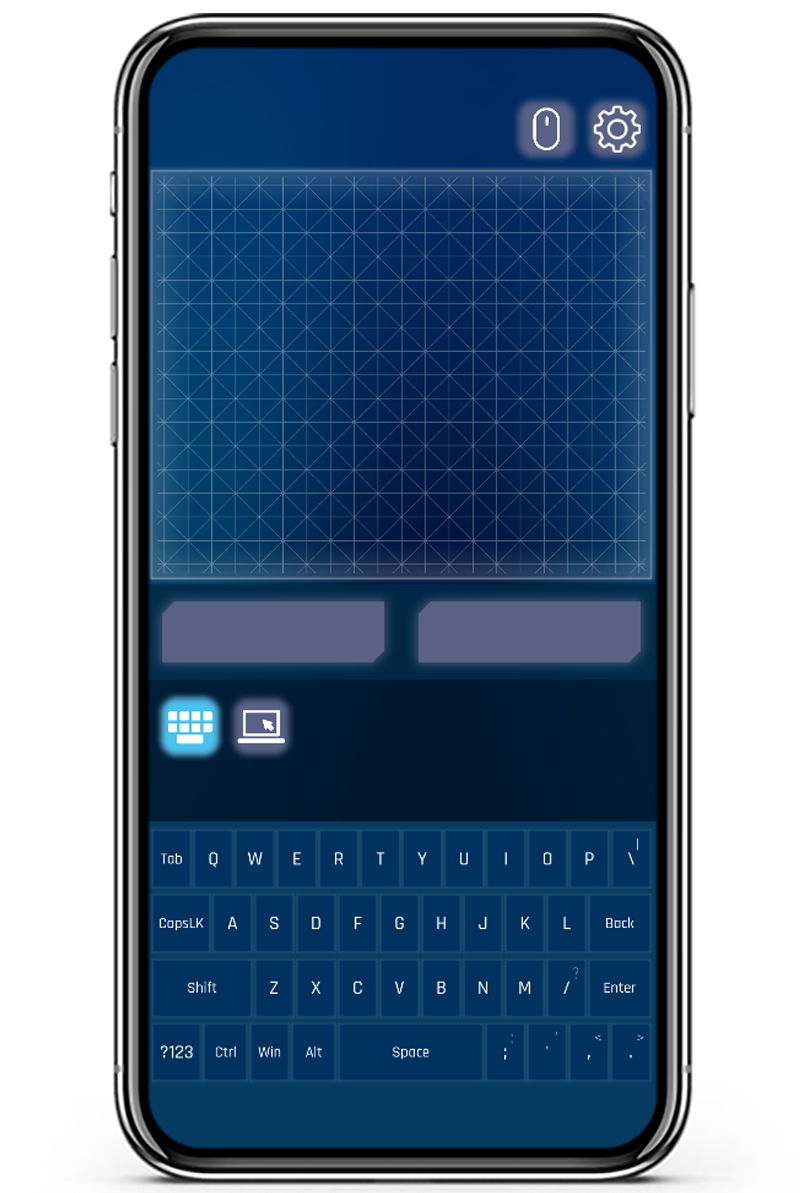 Tab Q W E R T Y U I O P \ |
CapsLK A S D F G H J K L Back
Shift Z X C V B N M / ? Enter
?123 Ctrl Win Alt Space ; : ' , < . >